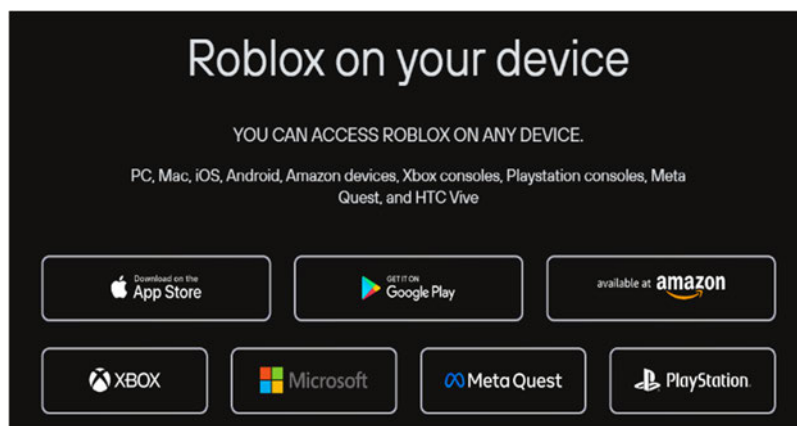 Roblox on your device
YOU CAN ACCESS ROBLOX ON ANY DEVICE.
PC, Mac, iOS, Android, Amazon devices, Xbox consoles, Playstation consoles, Meta
Quest, and HTC Vive
Download on the
App Store
GET IT ON
Google Play
available at amazon
XBOX
Microsoft
Meta Quest
PlayStation.